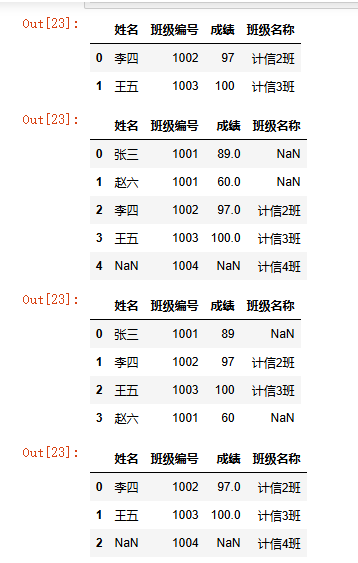 Out[23]:
姓名 班级编号 成绩 班级名称
0 李四 1002 97 计信2班
1 王五 1003 100 计信3班
Out[23]:
姓名 班级编号 成绩 班级名称
0 张三 1001 89.0 NaN
1 赵六 1001 60.0 NaN
2 李四 1002 97.0 计信2班
3 王五 1003 100.0 计信3班
4 NaN 1004 NaN 计信4班
Out[23]:
姓名 班级编号 成绩 班级名称
0 张三 1001 89 NaN
1 李四 1002 97 计信2班
2 王五 1003 100 计信3班
3 赵六 1001 60 NaN
Out[23]:
姓名 班级编号 成绩 班级名称
0 李四 1002 97.0 计信2班
1 王五 1003 100.0 计信3班
2 NaN 1004 NaN 计信4班